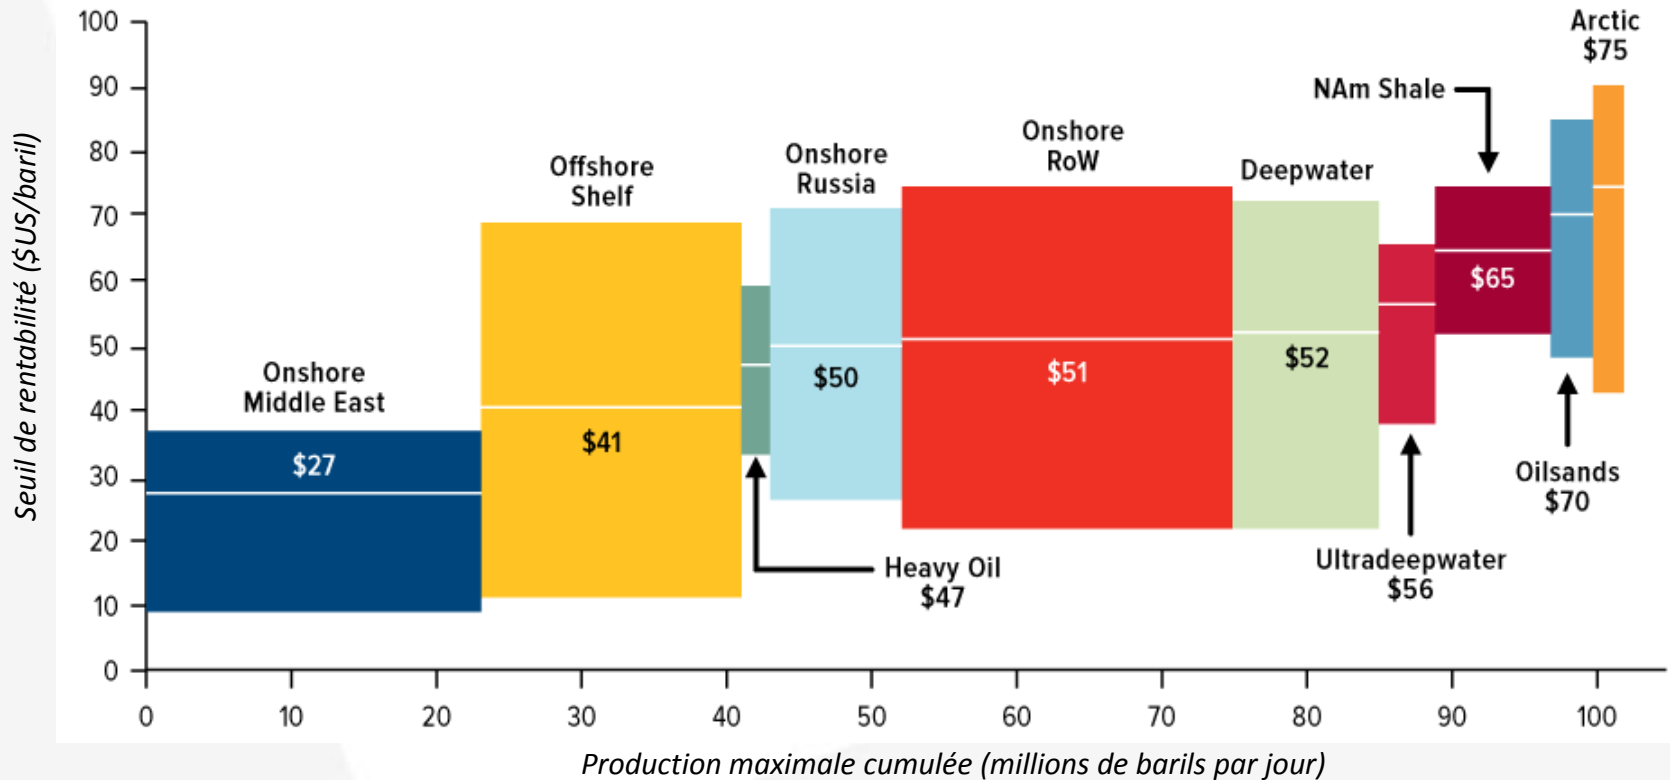 Seuil de rentabilité ($US/baril)
100
90
80
70
60
50
40
30
20
10
0
Onshore
Middle East
$27
Offshore
Shelf
$41
Heavy Oil
$47
Onshore
Russia
$50
Onshore
RoW
$51
Deepwater
$52
Ultradeepwater
$56
NAm Shale
$65
Oilsands
$70
Arctic
$75
0 10 20 30 40 50 60 70 80 90 100
Production maximale cumulée (millions de barils par jour)